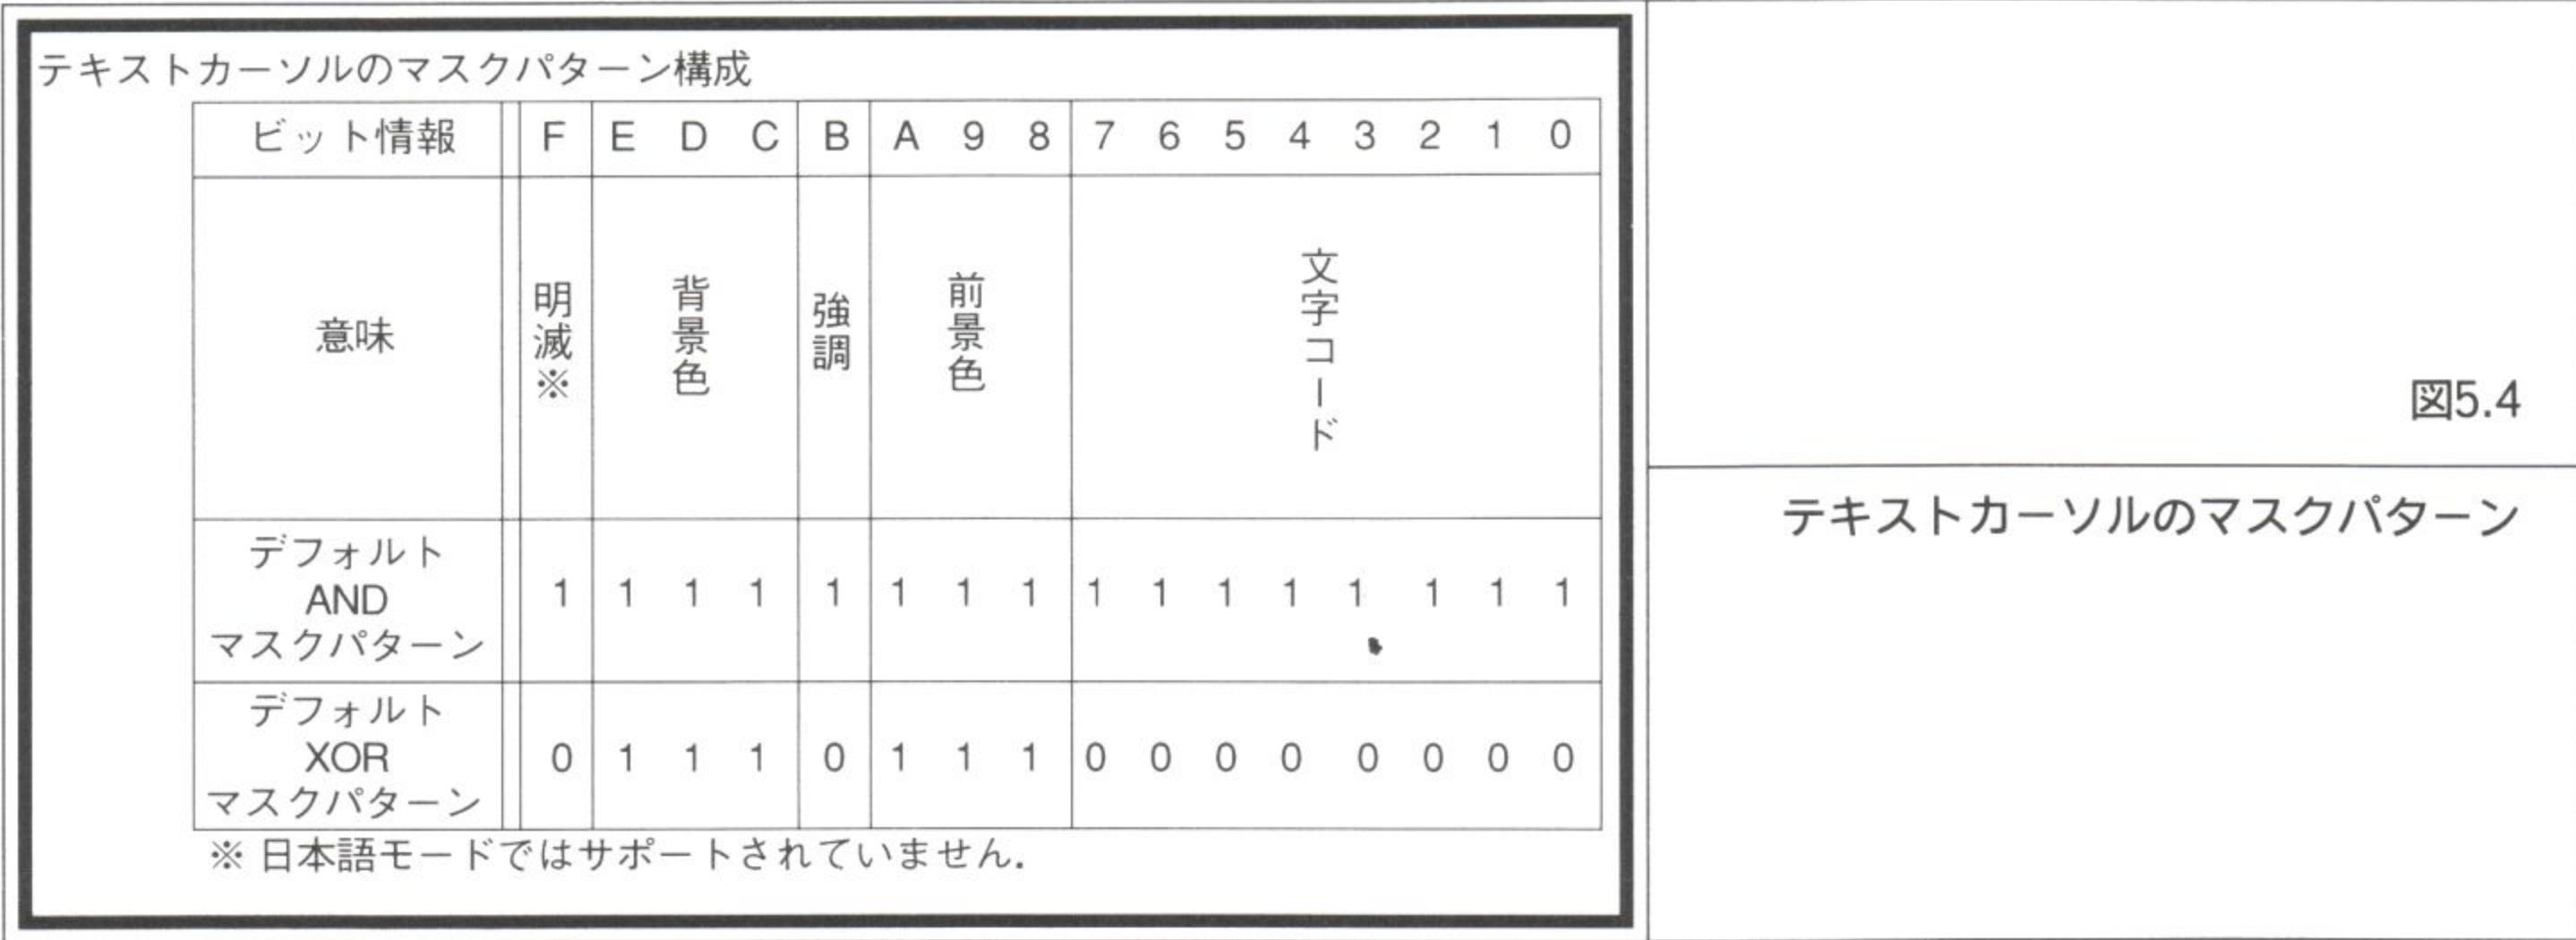 テキストカーソルのマスクパターン構成
ビット情報 F E D C B A 9 8 7 6 5 4 3 2 1 0
意味 明滅※ 背景色 強調 前景色 文字コード
デフォルト
AND
マスクパターン
1 1 1 1 1 1 1 1 1 1 1 1 1 1 1 1
デフォルト
XOR
マスクパターン
0 1 1 1 0 1 1 1 0 0 0 0 0 0 0 0
※ 日本語モードではサポートされていません.
図5.4
テキストカーソルのマスクパターン